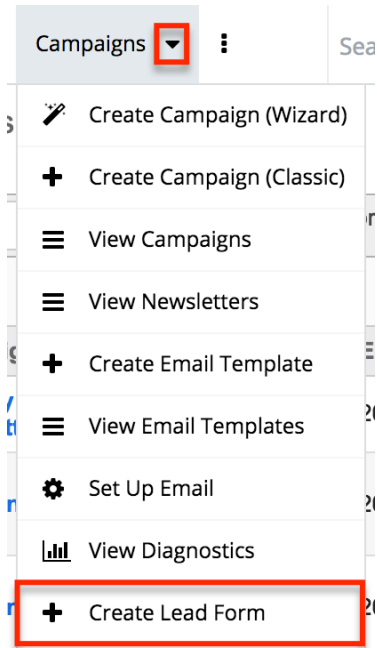 Campaigns
Sea
Create Campaign (Wizard)
Create Campaign (Classic)
View Campaigns
View Newsletters
Create Email Template
View Email Templates
Set Up Email
View Diagnostics
Create Lead Form